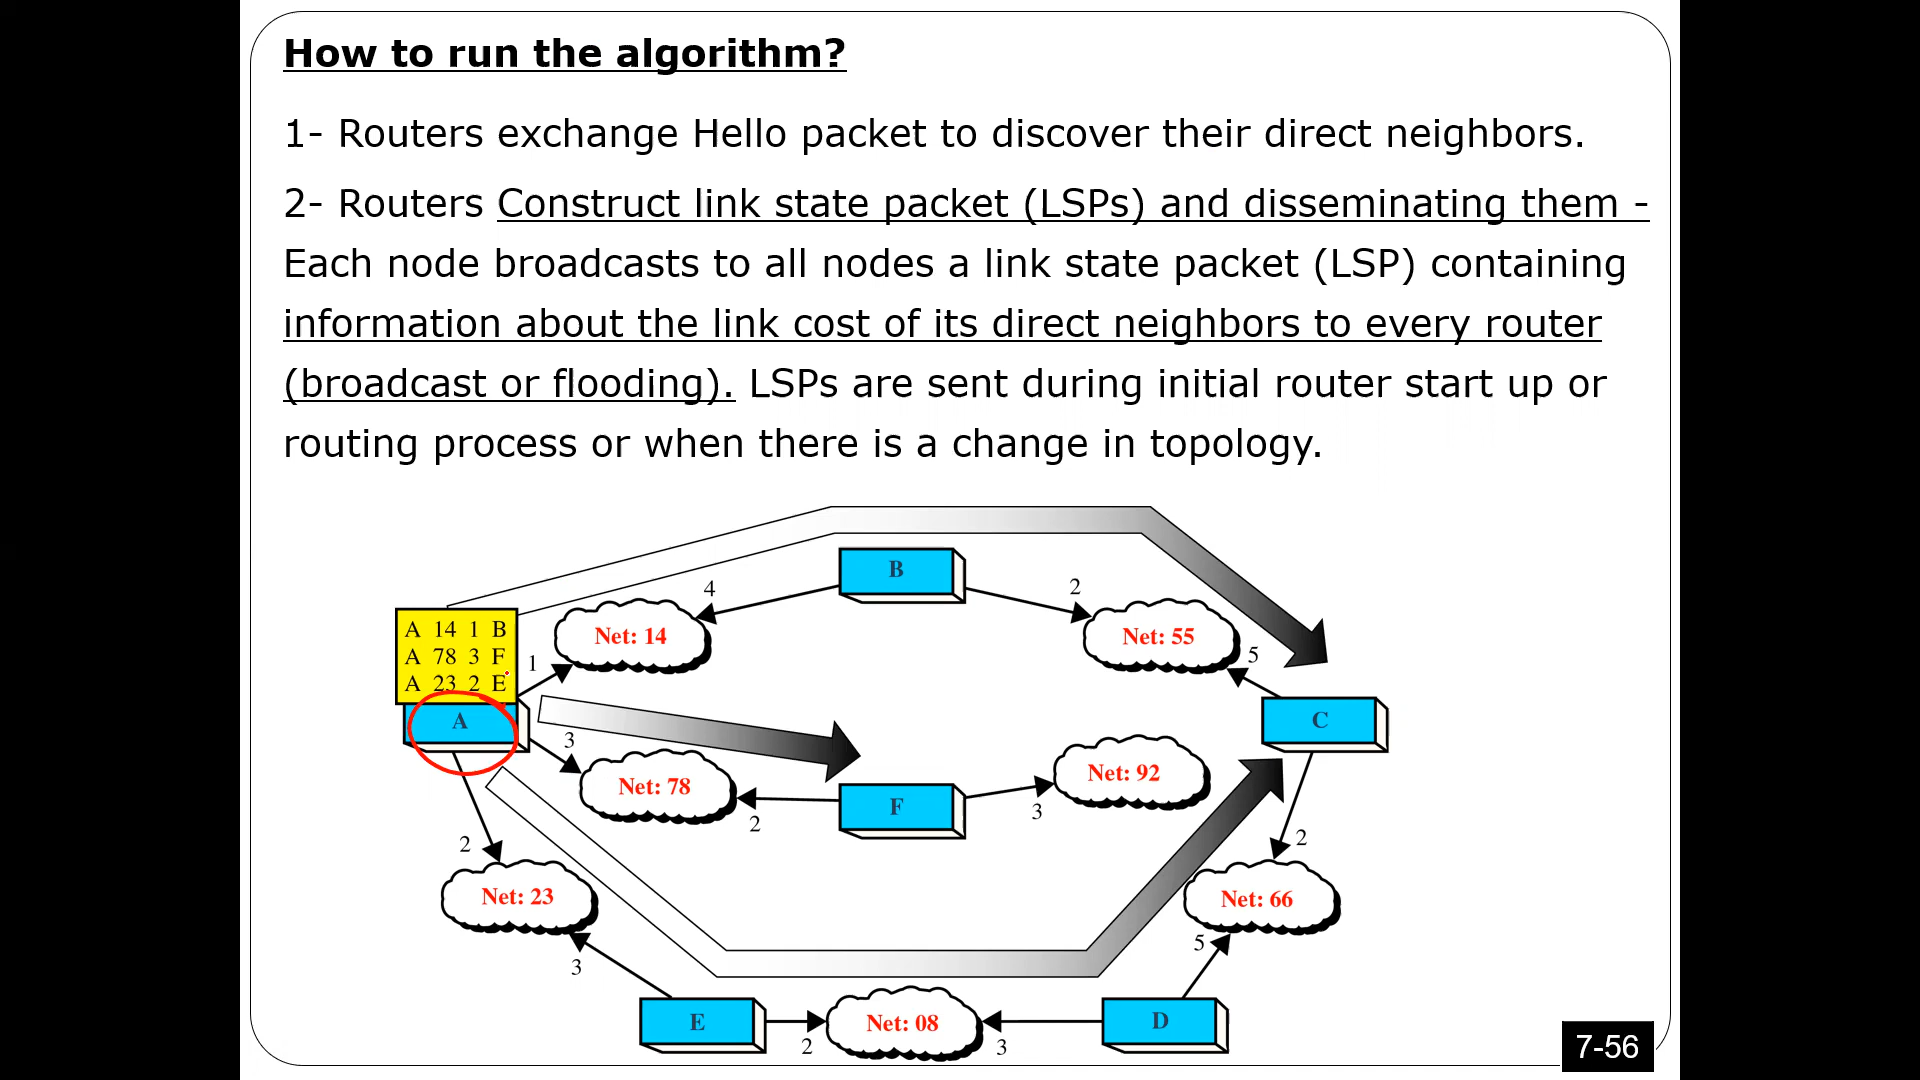 How to run the algorithm?
1- Routers exchange Hello packet to discover their direct neighbors.
2- Routers Construct link state packet (LSPs) and disseminating them -
Each node broadcasts to all nodes a link state packet (LSP) containing
information about the link cost of its direct neighbors to every router
(broadcast or flooding). LSPs are sent during initial router start up or
routing process or when there is a change in topology.
B
4
2
A 14 1 B
A 78 3 F
A 23 2 E
1
Net: 14
Net: 55
5
A
C
3
Net: 78
Net: 92
F
2
3
2
2
Net: 23
Net: 66
3
5
E
Net: 08
D
2
3
7-56